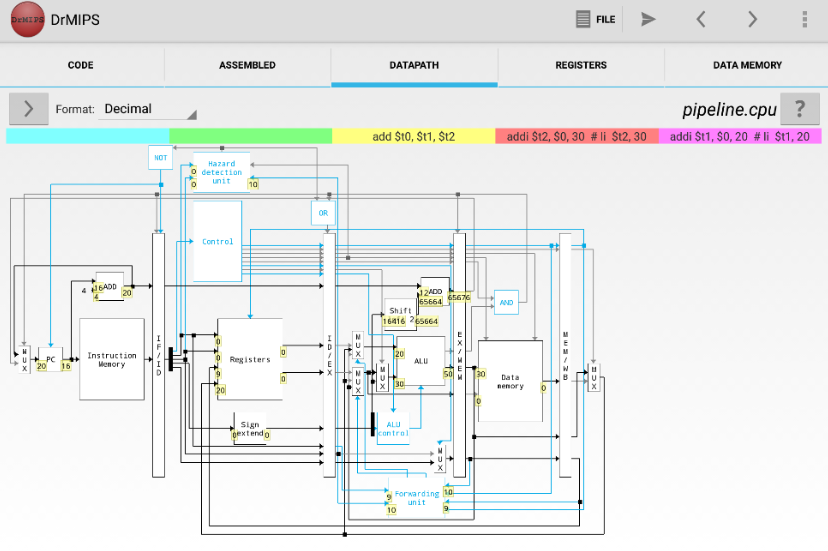 DrMIPS DrMIPS FILE
CODE ASSEMBLED DATAPATH REGISTERS DATA MEMORY
Format: Decimal pipeline.cpu ?
add $t0, $t1, $t2 addi $t2, $0, 30 # li $t2, 30 addi $t1, $0, 20 # li $t1, 20
NOT
Hazard
detection
unit
0
0
10
OR
Control
4
ADD
16
4
20
ADD
12
65664
65676
AND
Shift
2
65664
IF/ID
ID/EX
EX/MEM
MEM/WB
MUX
PC
20
16
Instruction
Memory
Registers
0
0
9
20
0
0
MUX
MUX
MUX
20
30
ALU
50
30
0
Data
memory
0
MUX
Sign
extend
0
0
ALU
control
MUX
Forwarding
unit
9
10
10
9